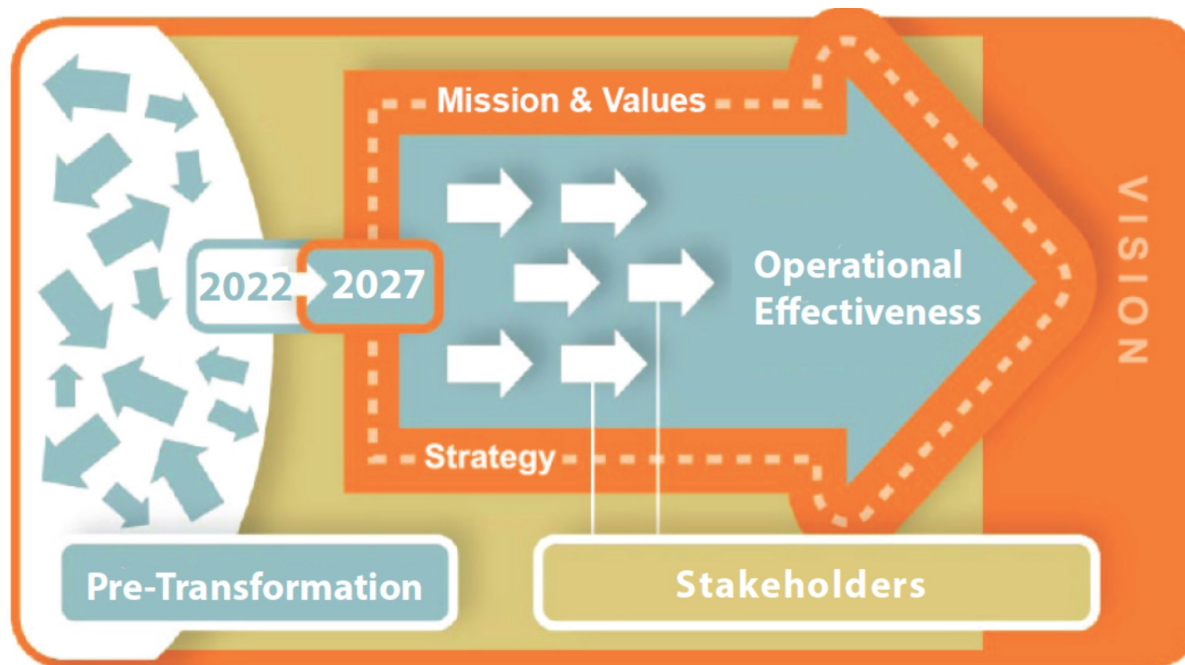 Mission & Values
VISION
2022
2027
Operational
Effectiveness
Strategy
Pre-Transformation
Stakeholders